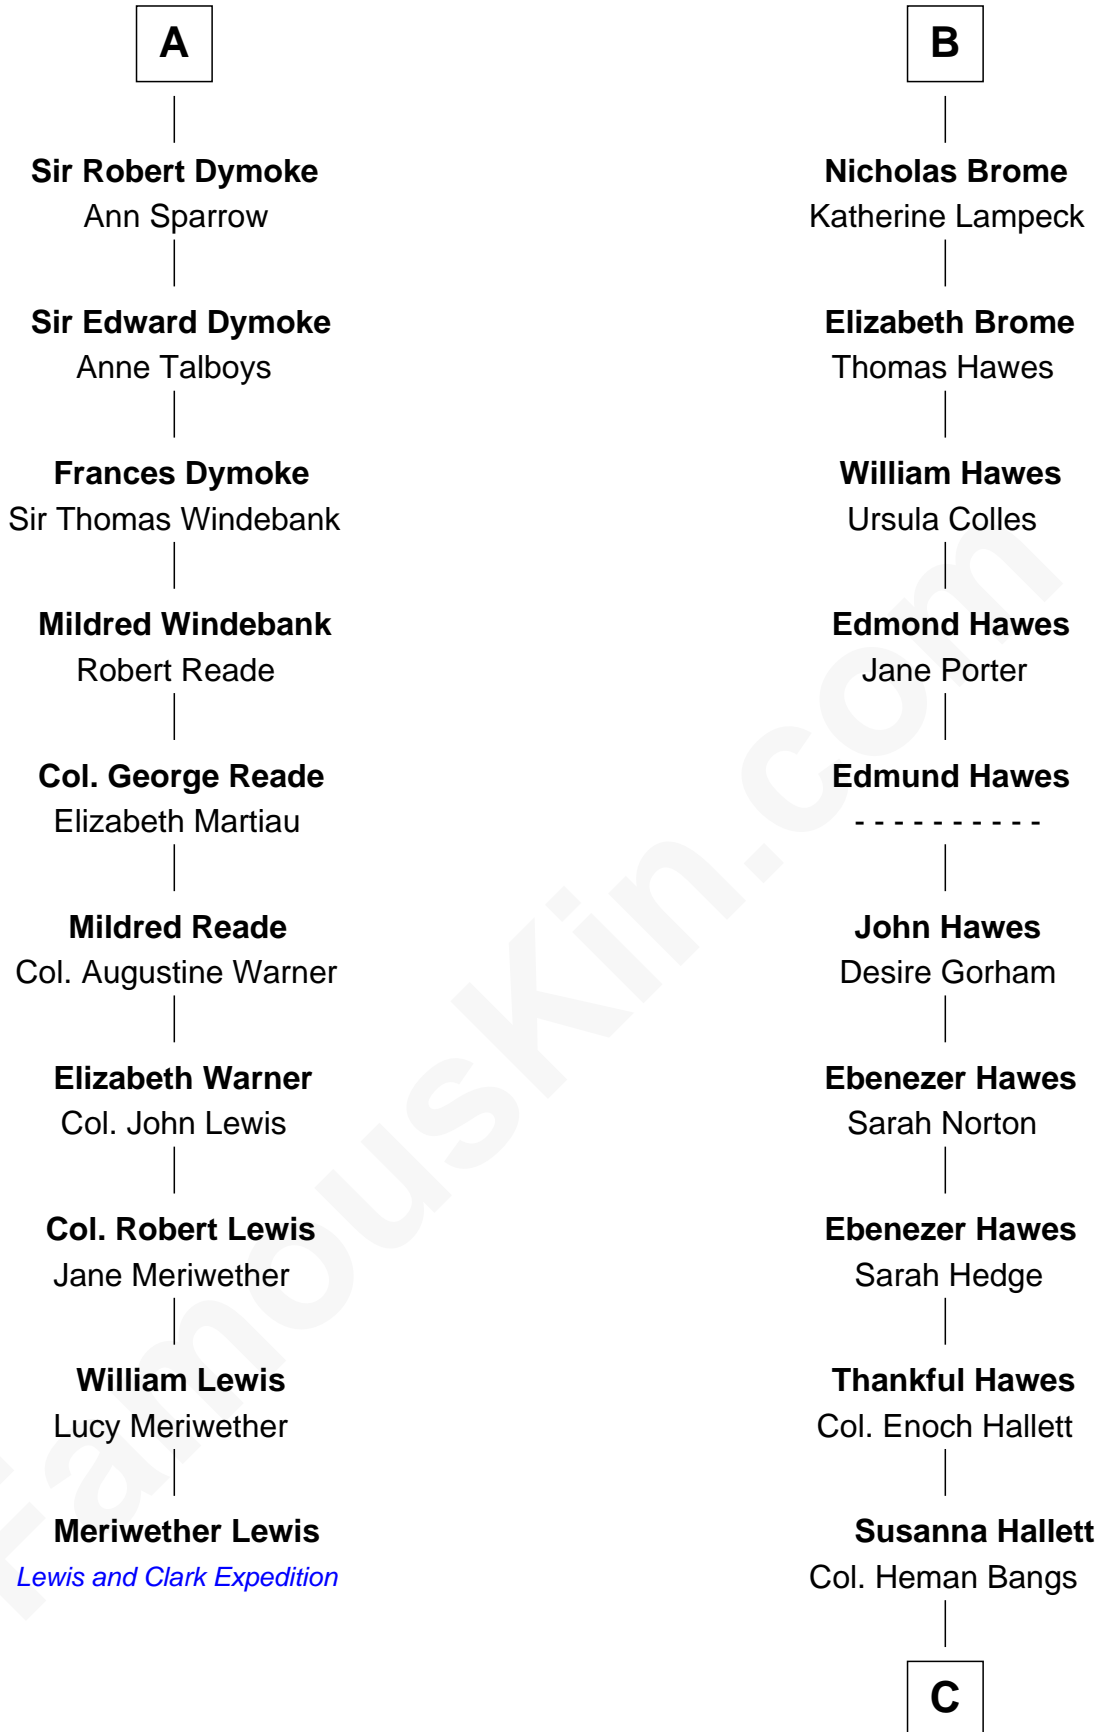 A
Sir Robert Dymoke
Ann Sparrow
Sir Edward Dymoke
Anne Talboys
Frances Dymoke
Sir Thomas Windebank
Mildred Windebank
Robert Reade
Col. George Reade
Elizabeth Martiau
Mildred Reade
Col. Augustine Warner
Elizabeth Warner
Col. John Lewis
Col. Robert Lewis
Jane Meriwether
William Lewis
Lucy Meriwether
Meriwether Lewis
Lewis and Clark Expedition
B
Nicholas Brome
Katherine Lampeck
Elizabeth Brome
Thomas Hawes
William Hawes
Ursula Colles
Edmond Hawes
Jane Porter
Edmund Hawes
- - - - - - - - - -
John Hawes
Desire Gorham
Ebenezer Hawes
Sarah Norton
Ebenezer Hawes
Sarah Hedge
Thankful Hawes
Col. Enoch Hallett
Susanna Hallett
Col. Heman Bangs
C
FamousKin.com